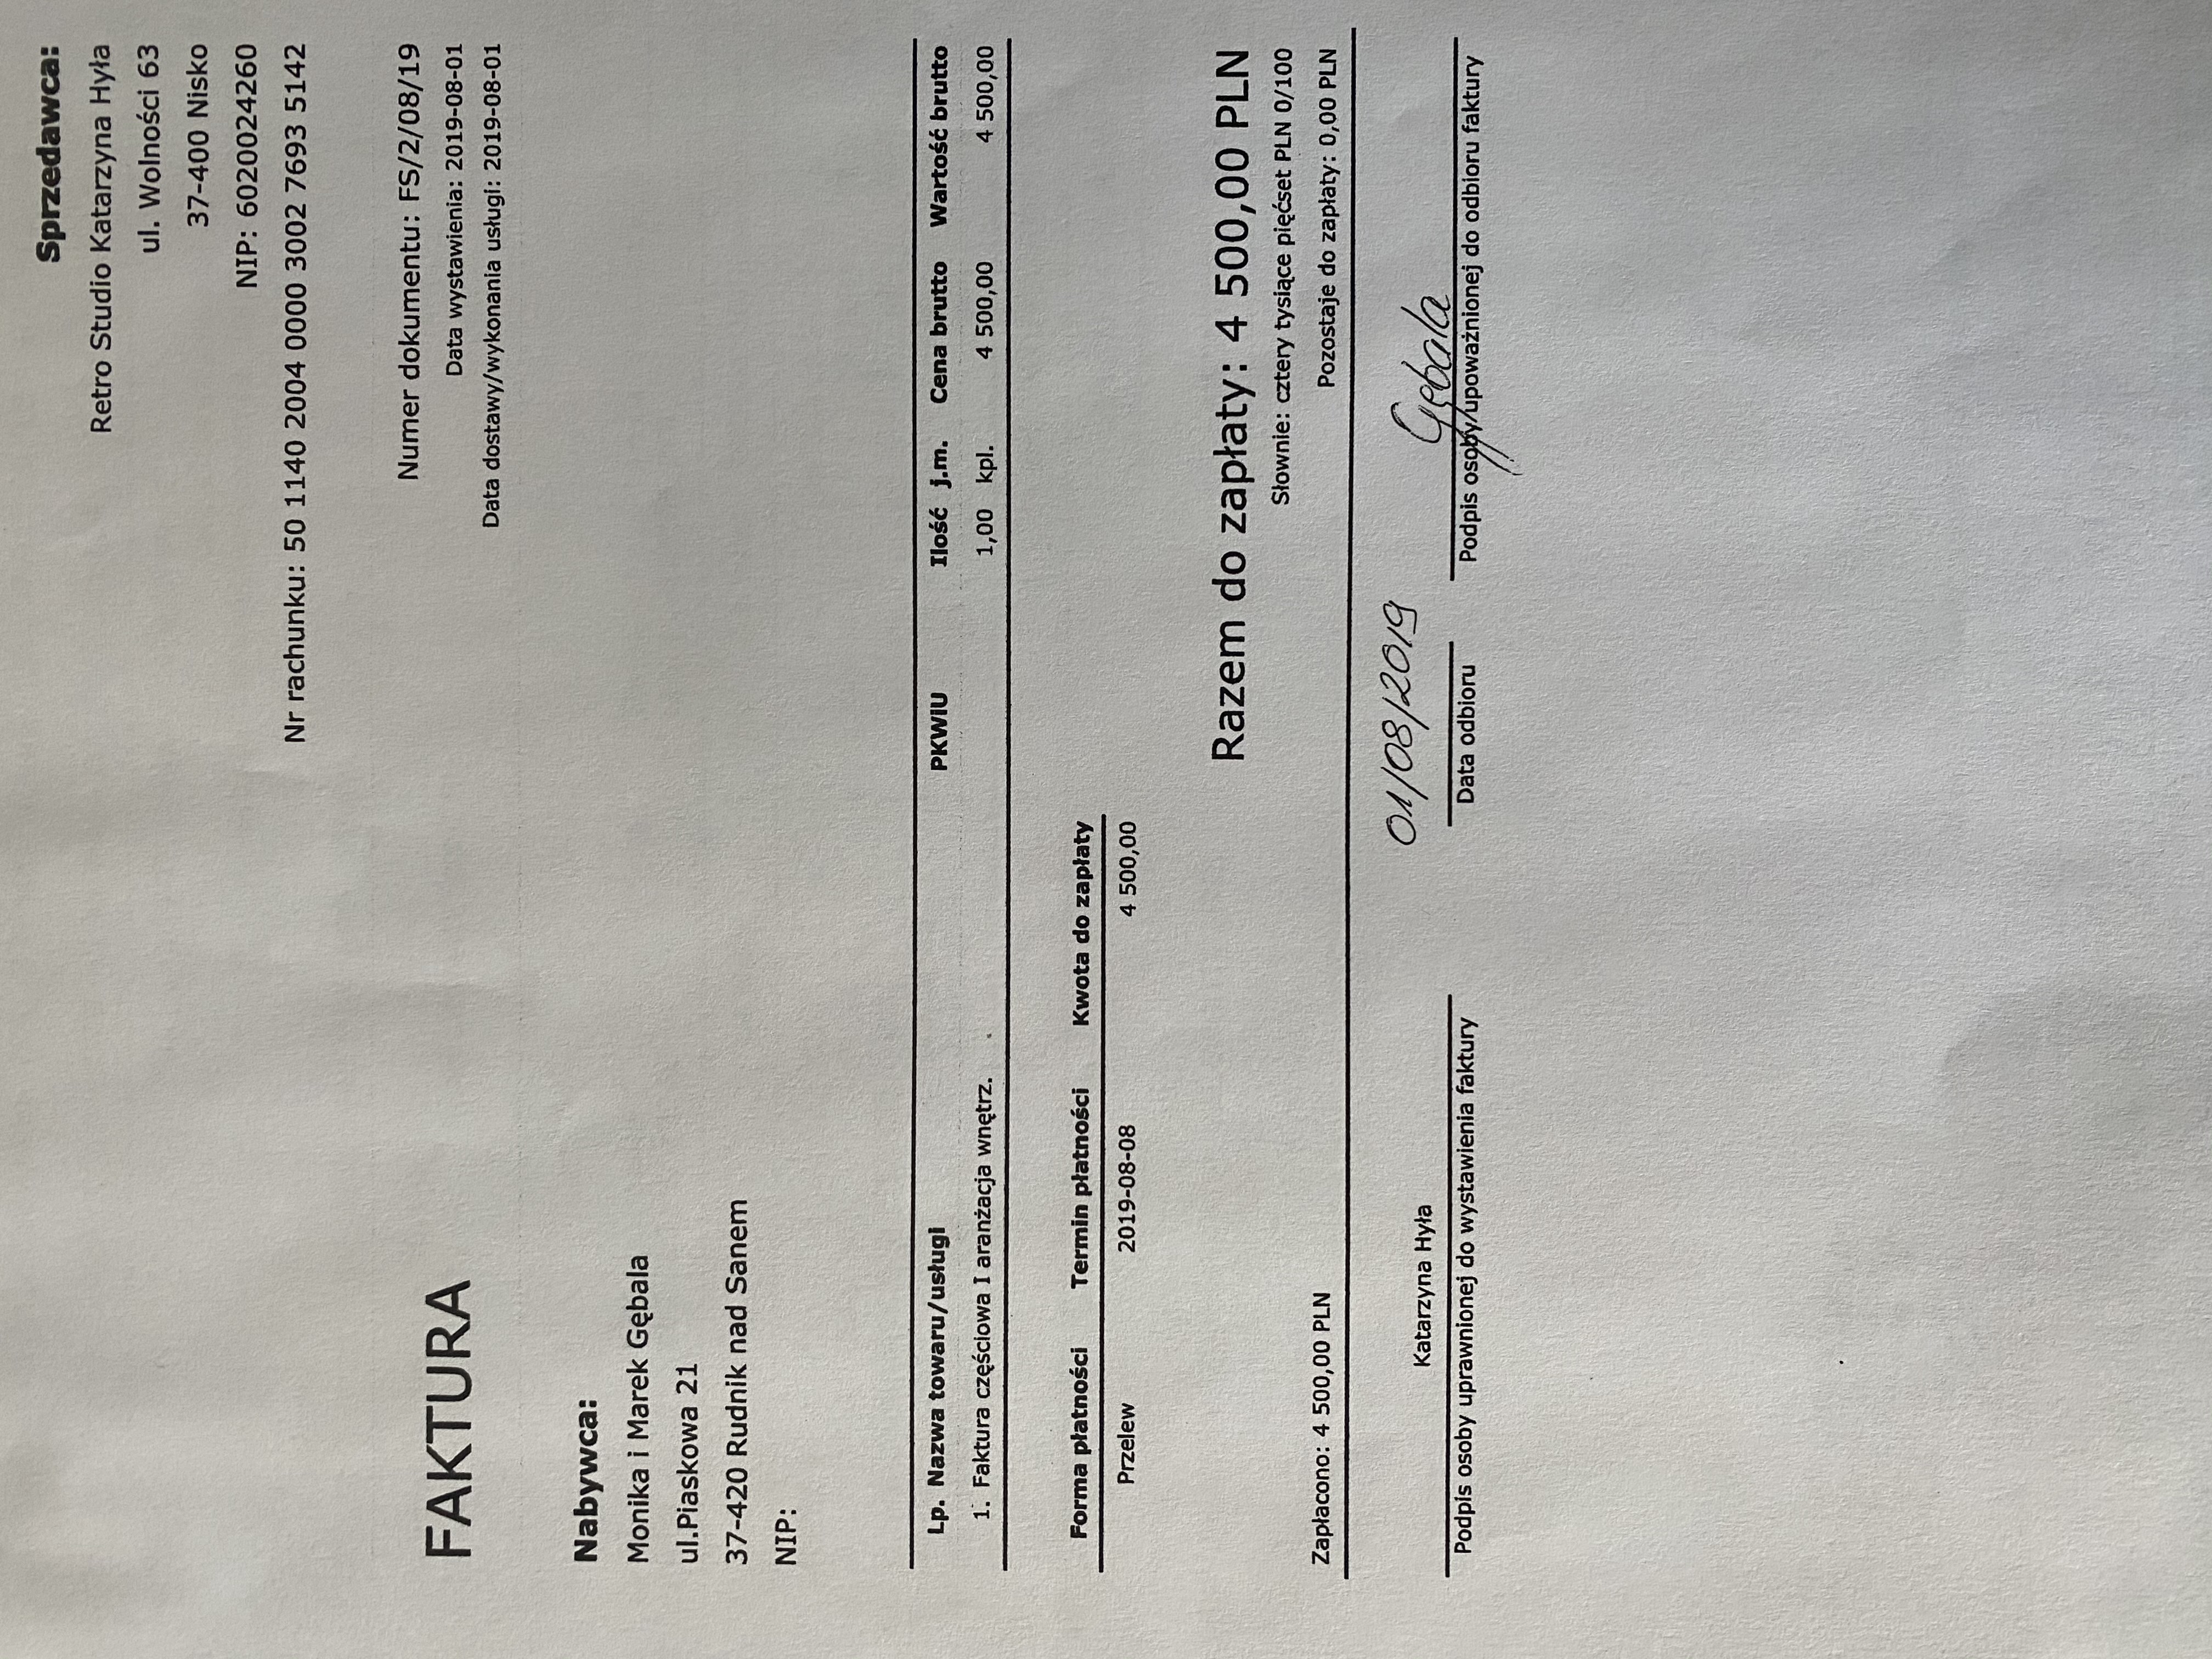 Sprzedawca:
Retro Studio Katarzyna Hyła
ul. Wolności 63
37-400 Nisko
NIP: 6020024260
Nr rachunku: 50 1140 2004 0000 3002 7693 5142
Numer dokumentu: FS/2/08/19
FAKTURA
Data wystawienia: 2019-08-01
Data dostawy/wykonania usługi: 2019-08-01
Nabywca:
Monika i Marek Gębala
ul.Piaskowa 21
37-420 Rudnik nad Sanem
NIP:
Lp. Nazwa towaru/usługi PKWiU Ilość j.m. Cena brutto Wartość brutto
1. Faktura częściowa I aranżacja wnętrz. 1,00 kpl. 4 500,00 4 500,00
Forma płatności Termin płatności Kwota do zapłaty
Przelew 2019-08-08 4 500,00
Razem do zapłaty: 4 500,00 PLN
Słownie: cztery tysiące pięćset PLN 0/100
Zapłacono: 4 500,00 PLN Pozostaje do zapłaty: 0,00 PLN
Katarzyna Hyła 01/08/2019 Gębala
Podpis osoby uprawnionej do wystawienia faktury Data odbioru Podpis osoby upoważnionej do odbioru faktury